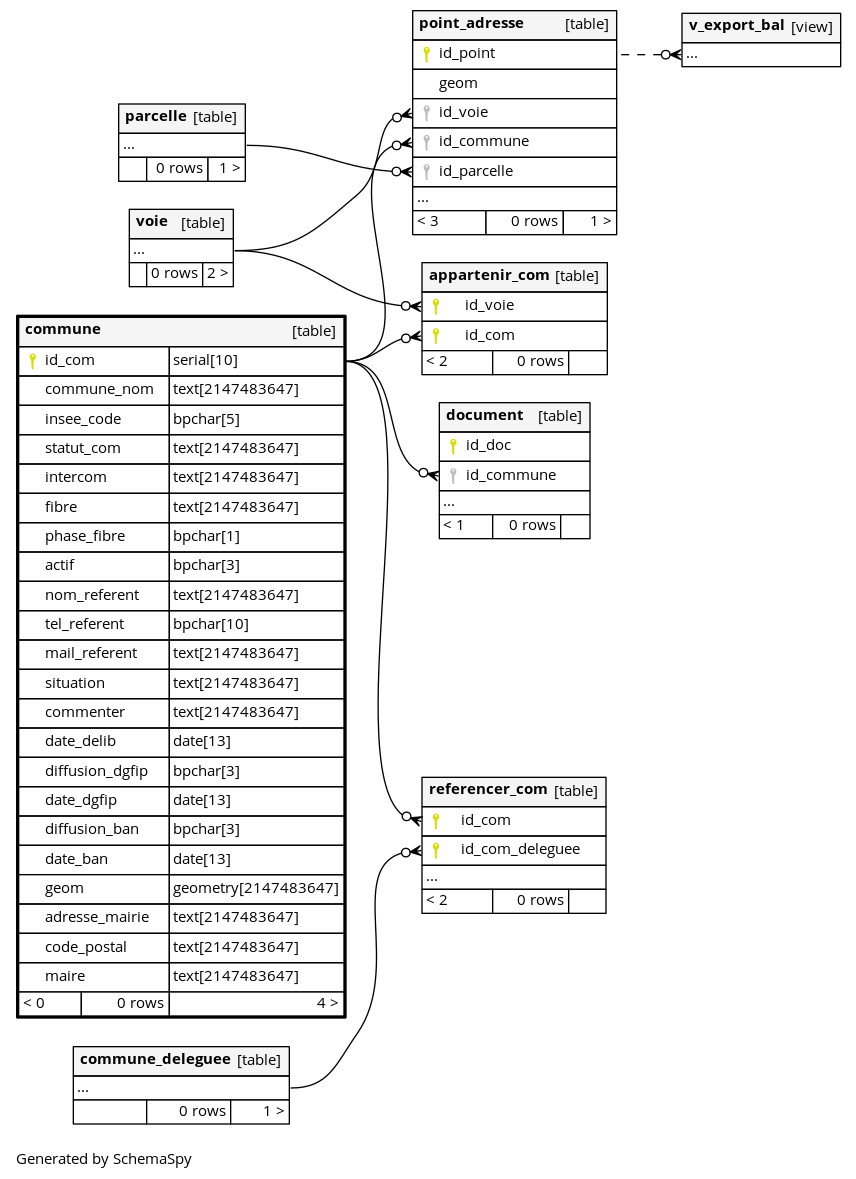 point_adresse [table]
id_point
geom
id_voie
id_commune
id_parcelle
...
< 3 0 rows 1 >
v_export_bal [view]
...
parcelle [table]
...
0 rows 1 >
voie [table]
...
0 rows 2 >
appartenir_com [table]
id_voie
id_com
< 2 0 rows
commune [table]
id_com serial[10]
commune_nom text[2147483647]
insee_code bpchar[5]
statut_com text[2147483647]
intercom text[2147483647]
fibre text[2147483647]
phase_fibre bpchar[1]
actif bpchar[3]
nom_referent text[2147483647]
tel_referent bpchar[10]
mail_referent text[2147483647]
situation text[2147483647]
commenter text[2147483647]
date_delib date[13]
diffusion_dgfip bpchar[3]
date_dgfip date[13]
diffusion_ban bpchar[3]
date_ban date[13]
geom geometry[2147483647]
adresse_mairie text[2147483647]
code_postal text[2147483647]
maire text[2147483647]
< 0 0 rows 4 >
document [table]
id_doc
id_commune
...
< 1 0 rows
referencer_com [table]
id_com
id_com_deleguee
...
< 2 0 rows
commune_deleguee [table]
...
0 rows 1 >
Generated by SchemaSpy